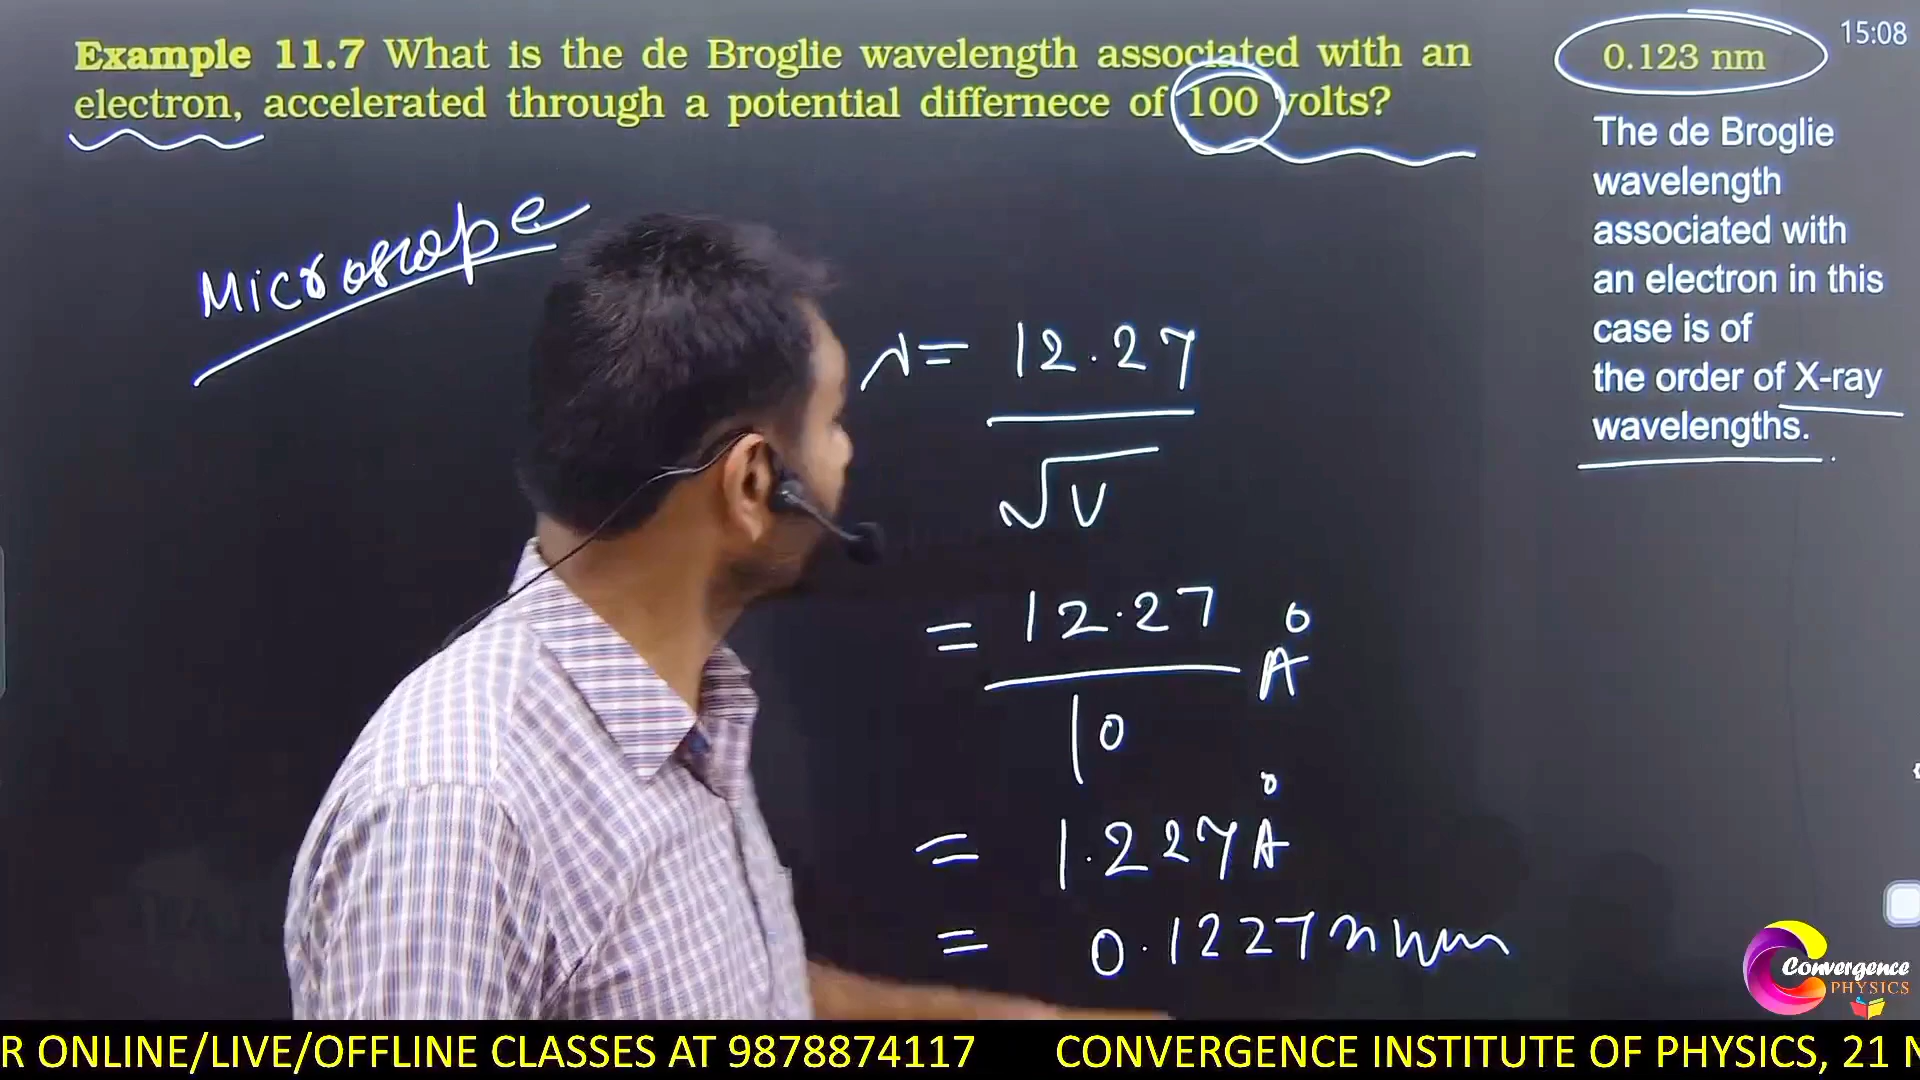 Example 11.7 What is the de Broglie wavelength associated with an
electron, accelerated through a potential differnece of 100 volts?
15:08
0.123 nm
The de Broglie
wavelength
associated with
an electron in this
case is of
the order of X-ray
wavelengths.
Microscope
λ = 12.27
√V
= 12.27 Å
10
= 1.227 Å
= 0.1227 nm
Convergence
PHYSICS
R ONLINE/LIVE/OFFLINE CLASSES AT 9878874117 CONVERGENCE INSTITUTE OF PHYSICS, 21 N